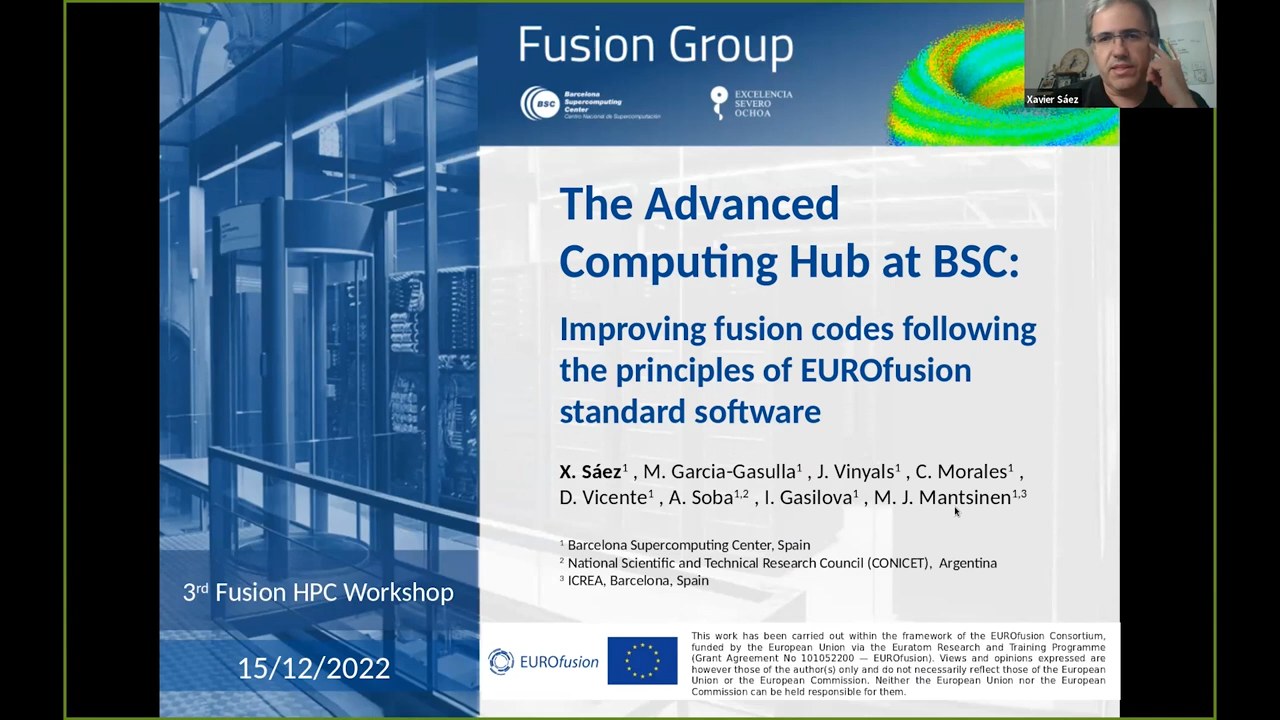 Fusion Group
BSC
Barcelona
Supercomputing
Center
Centro Nacional de Supercomputación
EXCELENCIA
SEVERO
OCHOA
Xavier Sáez
The Advanced
Computing Hub at BSC:
Improving fusion codes following
the principles of EUROfusion
standard software
X. Sáez¹ , M. Garcia-Gasulla¹ , J. Vinyals¹ , C. Morales¹ ,
D. Vicente¹ , A. Soba¹,² , I. Gasilova¹ , M. J. Mantsinen¹,³
¹ Barcelona Supercomputing Center, Spain
² National Scientific and Technical Research Council (CONICET), Argentina
³ ICREA, Barcelona, Spain
3rd Fusion HPC Workshop
15/12/2022
EUROfusion
This work has been carried out within the framework of the EUROfusion Consortium,
funded by the European Union via the Euratom Research and Training Programme
(Grant Agreement No 101052200 — EUROfusion). Views and opinions expressed are
however those of the author(s) only and do not necessarily reflect those of the European
Union or the European Commission. Neither the European Union nor the European
Commission can be held responsible for them.